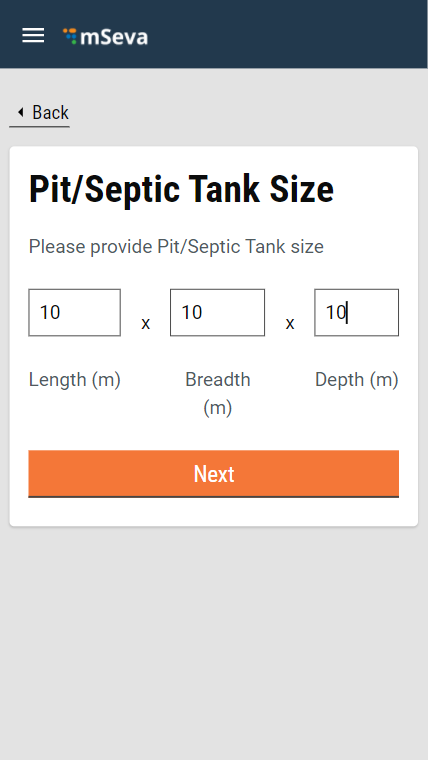 mSeva
Back
Pit/Septic Tank Size
Please provide Pit/Septic Tank size
10 x 10 x 10
Length (m) Breadth (m) Depth (m)
Next